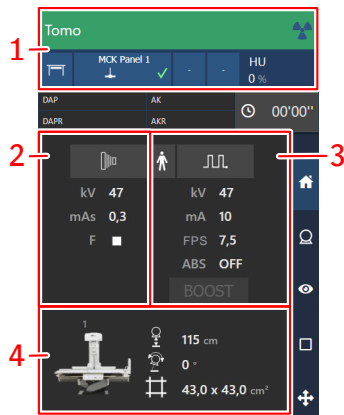 Tomo
1
MCK Panel 1
- -
HU
0 %
DAP AK
DAPR AKR
00'00''
2
3
kV 47
mAs 0,3
F
kV 47
mA 10
FPS 7,5
ABS OFF
BOOST
4
1
115 cm
0 °
43,0 x 43,0 cm²